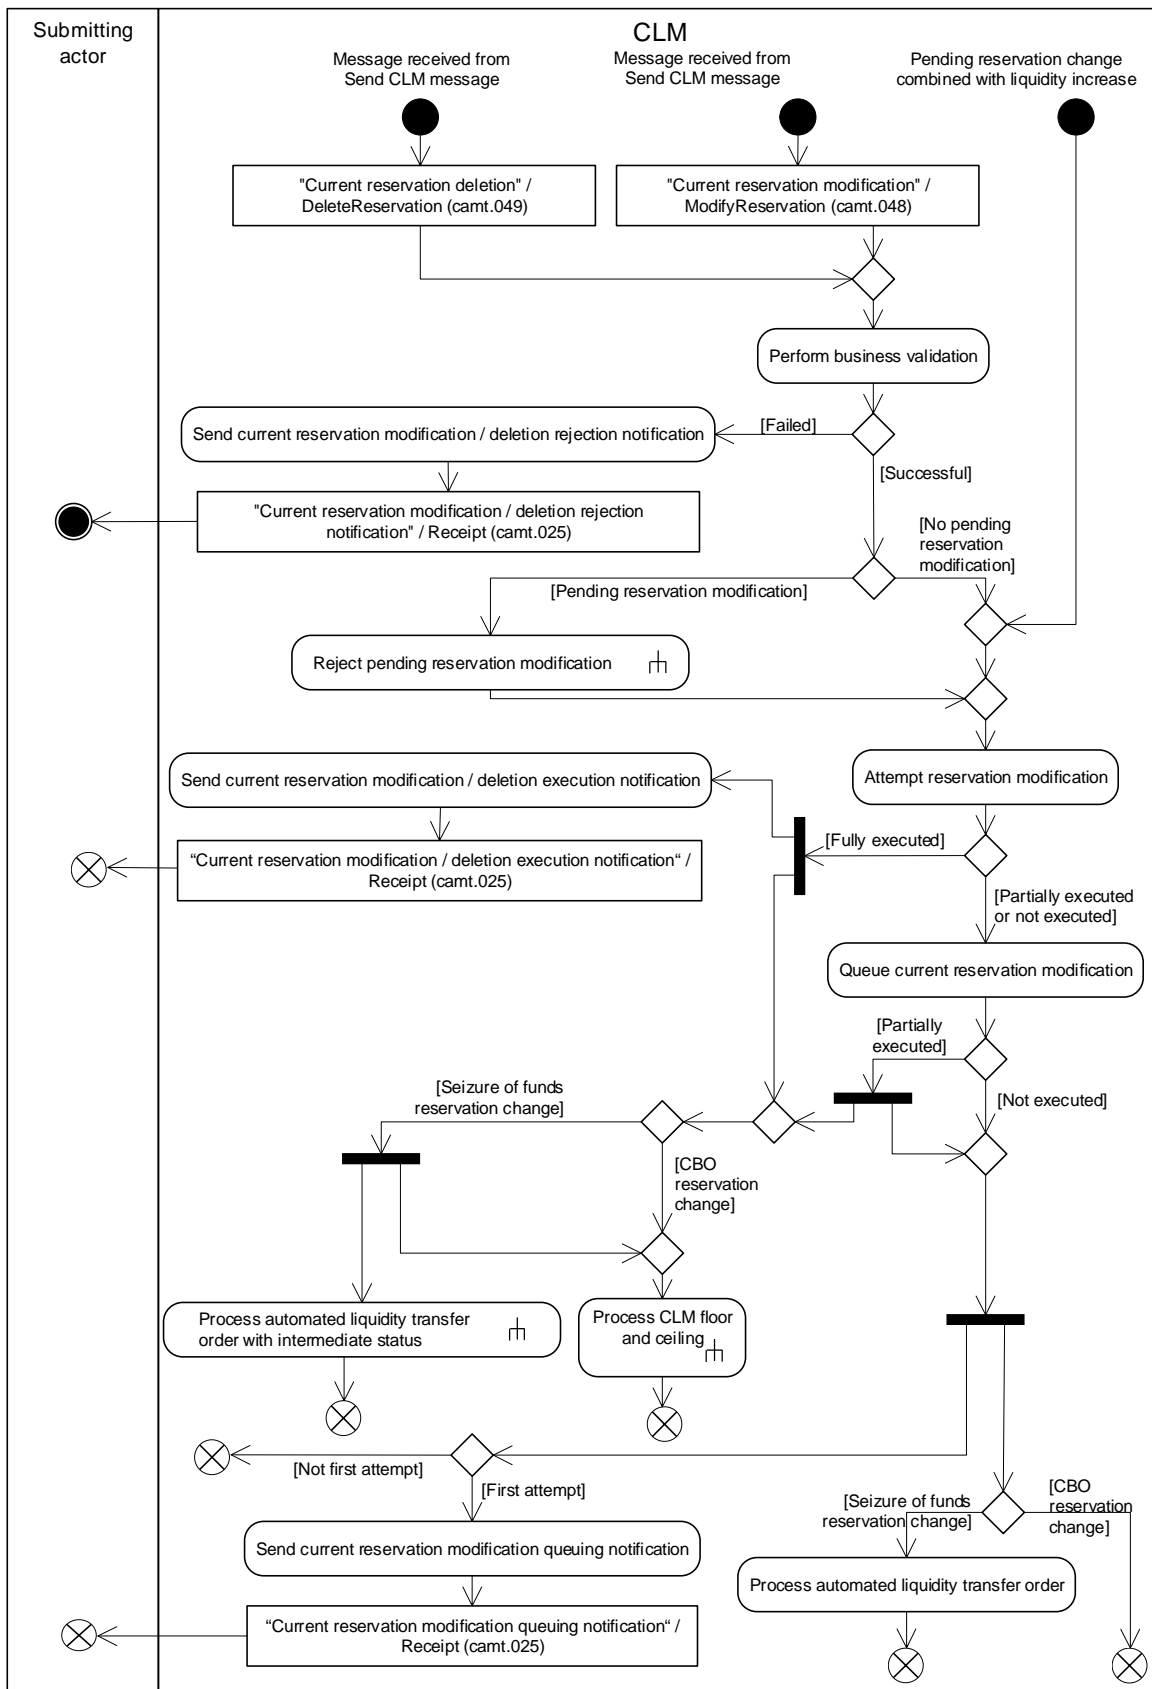 Submitting
actor
CLM
Message received from
Send CLM message
Message received from
Send CLM message
Pending reservation change
combined with liquidity increase
"Current reservation deletion" /
DeleteReservation (camt.049)
"Current reservation modification" /
ModifyReservation (camt.048)
Perform business validation
[Failed]
Send current reservation modification / deletion rejection notification
[Successful]
"Current reservation modification / deletion rejection
notification" / Receipt (camt.025)
[No pending
reservation
modification]
[Pending reservation modification]
Reject pending reservation modification
Attempt reservation modification
Send current reservation modification / deletion execution notification
[Fully executed]
“Current reservation modification / deletion execution notification“ /
Receipt (camt.025)
[Partially executed
or not executed]
Queue current reservation modification
[Partially
executed]
[Not executed]
[Seizure of funds
reservation change]
[CBO
reservation
change]
Process automated liquidity transfer
order with intermediate status
Process CLM floor
and ceiling
[Not first attempt]
[First attempt]
[Seizure of funds
reservation change]
[CBO
reservation
change]
Send current reservation modification queuing notification
Process automated liquidity transfer order
“Current reservation modification queuing notification“ /
Receipt (camt.025)